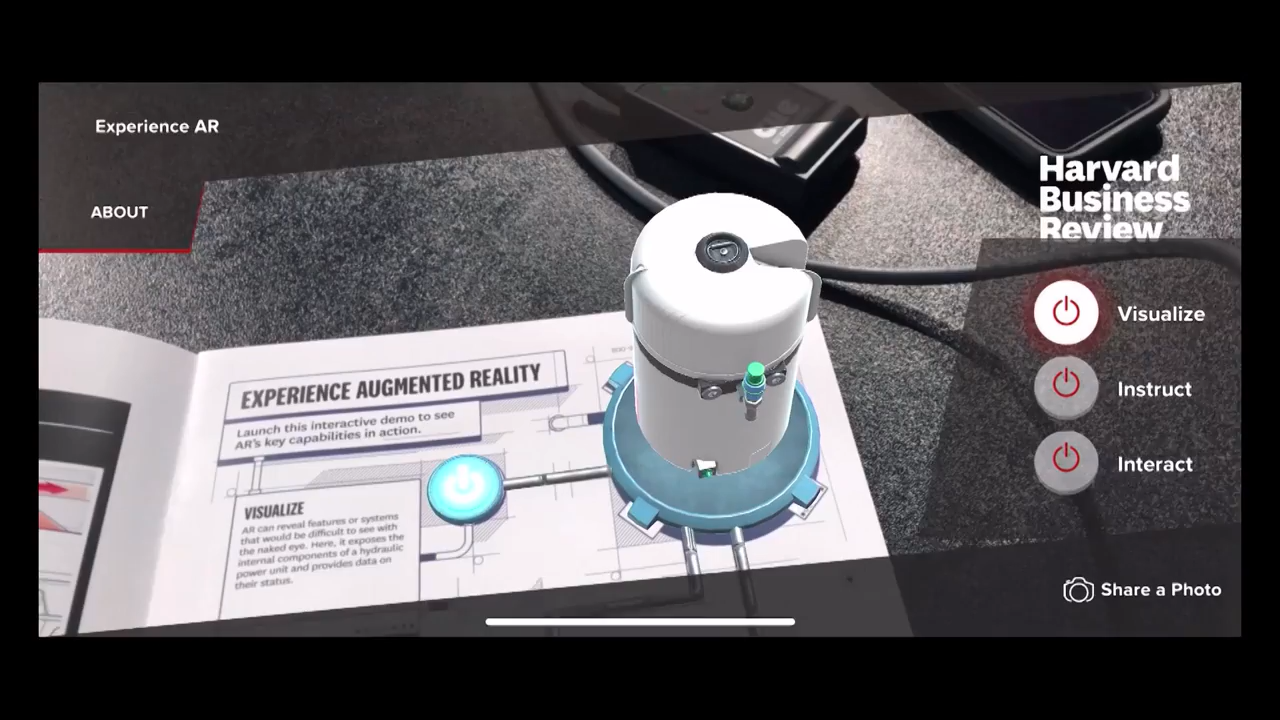 Experience AR
ABOUT
Harvard
Business
Review
Visualize
Instruct
Interact
Share a Photo
EXPERIENCE AUGMENTED REALITY
Launch this interactive demo to see
AR's key capabilities in action.
VISUALIZE
AR can reveal features or systems
that would be difficult to see with
the naked eye. Here, it exposes the
internal components of a hydraulic
power unit and provides data on
their status.